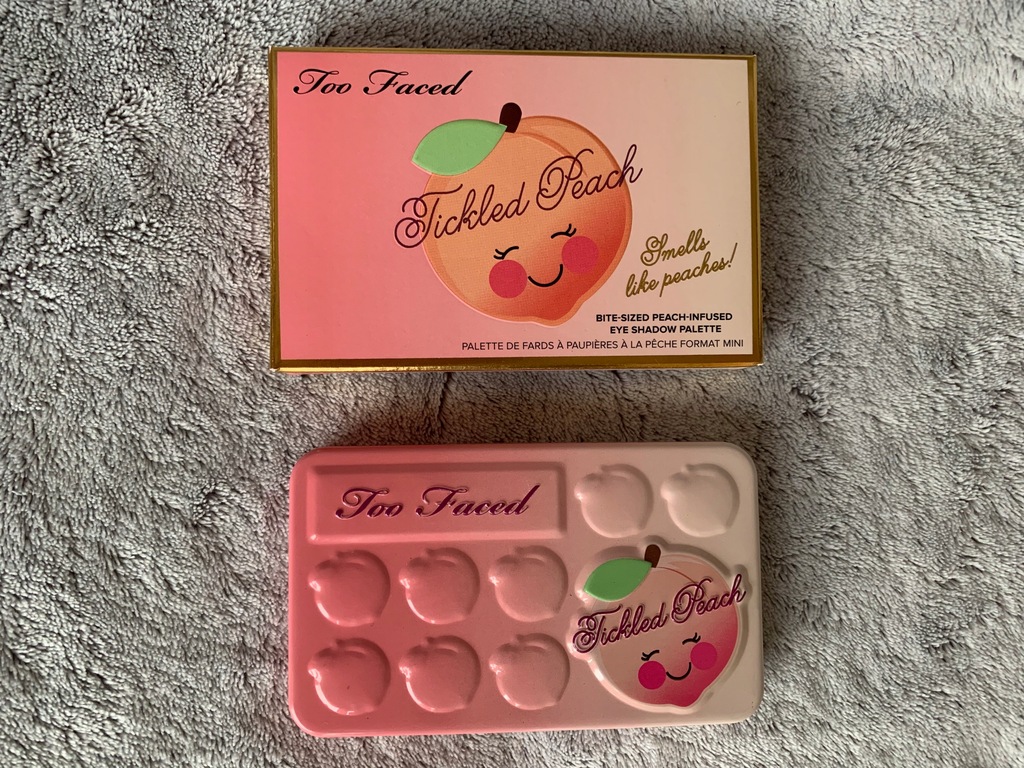 Too Faced
Tickled Peach
Smells
like peaches!
BITE-SIZED PEACH-INFUSED
EYE SHADOW PALETTE
PALETTE DE FARDS À PAUPIÈRES À LA PÊCHE FORMAT MINI
Too Faced
Tickled Peach